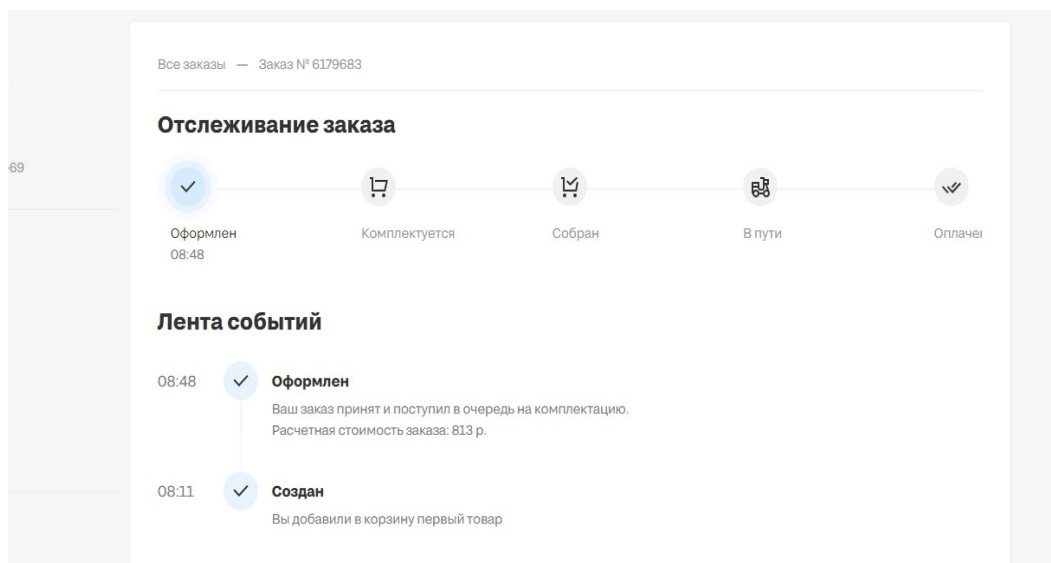 Все заказы — Заказ № 6179683
Отслеживание заказа
-69
Оформлен
Комплектуется
Собран
В пути
Оплачен
08:48
Лента событий
08:48
Оформлен
Ваш заказ принят и поступил в очередь на комплектацию.
Расчетная стоимость заказа: 813 р.
08:11
Создан
Вы добавили в корзину первый товар